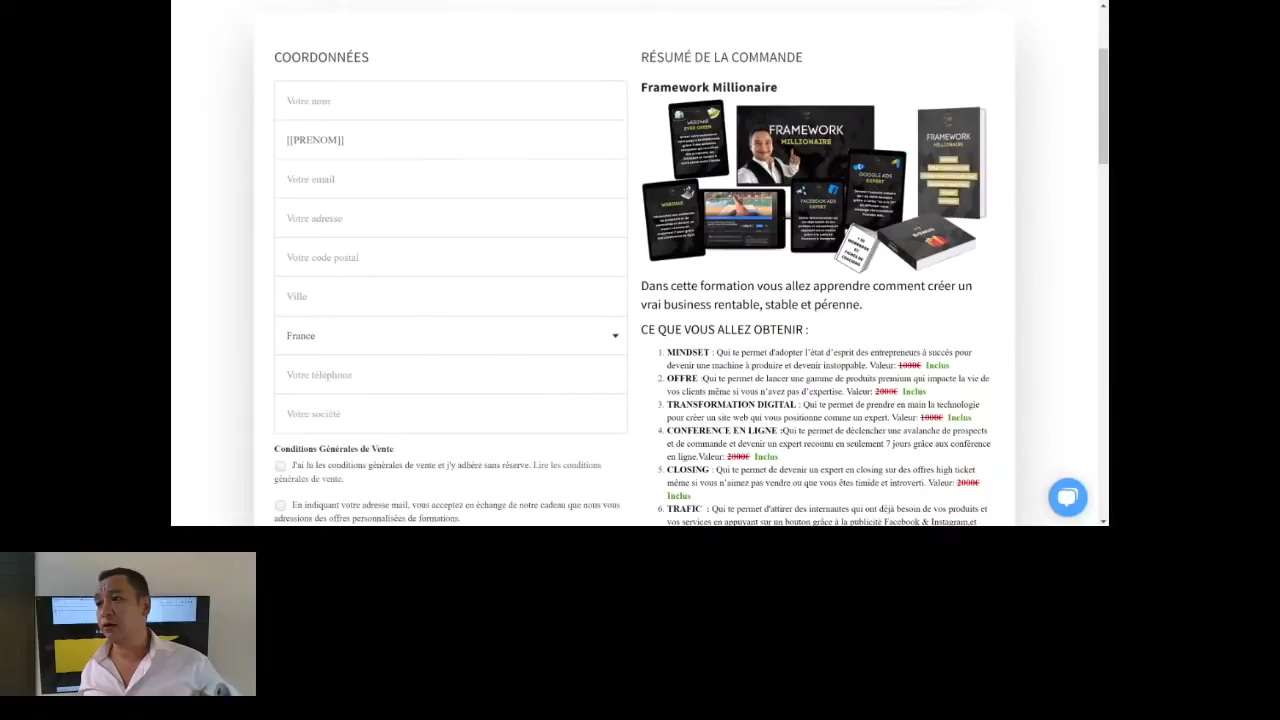 COORDONNÉES
Votre nom
[[PRENOM]]
Votre email
Votre adresse
Votre code postal
Ville
France
Votre téléphone
Votre société
Conditions Générales de Vente
J'ai lu les conditions générales de vente et j'y adhère sans réserve. Lire les conditions
générales de vente.
En indiquant votre adresse mail, vous acceptez en échange de notre cadeau que nous vous
adressions des offres personnalisées de formations.
RÉSUMÉ DE LA COMMANDE
Framework Millionaire
WEBINAR
EVER GREEN
FRAMEWORK
MILLIONAIRE
FRAMEWORK
MILLIONAIRE
GOOGLE ADS
EXPERT
WEBINAR
FACEBOOK ADS
EXPERT
BONUS
Dans cette formation vous allez apprendre comment créer un
vrai business rentable, stable et pérenne.
CE QUE VOUS ALLEZ OBTENIR :
1. MINDSET : Qui te permet d'adopter l'état d'esprit des entrepreneurs à succès pour
devenir une machine à produire et devenir instoppable. Valeur: 1000€ Inclus
2. OFFRE :Qui te permet de lancer une gamme de produits premium qui impacte la vie de
vos clients même si vous n'avez pas d'expertise. Valeur: 2000€ Inclus
3. TRANSFORMATION DIGITAL : Qui te permet de prendre en main la technologie
pour créer un site web qui vous positionne comme un expert. Valeur: 1000€ Inclus
4. CONFERENCE EN LIGNE :Qui te permet de déclencher une avalanche de prospects
et de commande et devenir un expert reconnu en seulement 7 jours grâce aux conférence
en ligne.Valeur: 2000€ Inclus
5. CLOSING : Qui te permet de devenir un expert en closing sur des offres high ticket
même si vous n'aimez pas vendre ou que vous êtes timide et introverti. Valeur: 2000€
Inclus
6. TRAFIC : Qui te permet d'attirer des internautes qui ont déjà besoin de vos produits et
vos services en appuyant sur un bouton grâce à la publicité Facebook & Instagram,et